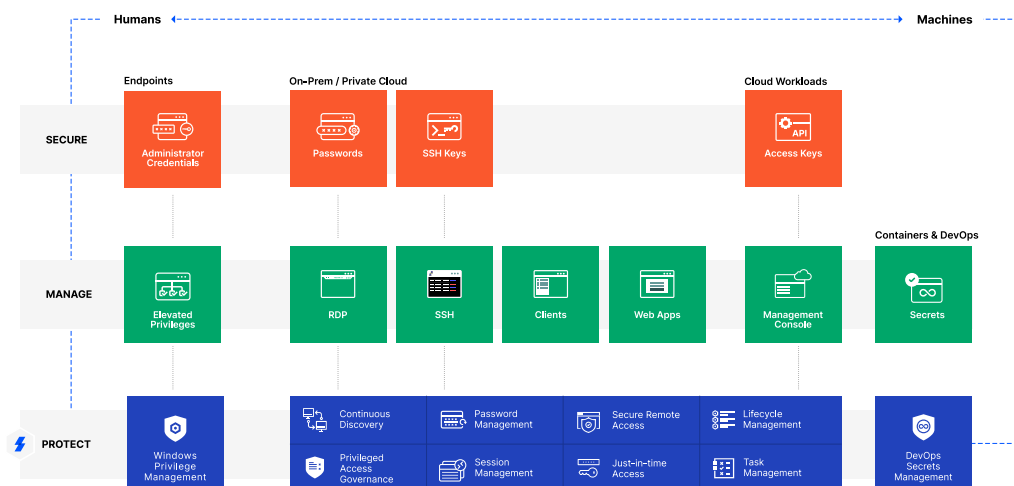 Humans
Machines
Endpoints
On-Prem / Private Cloud
Cloud Workloads
SECURE
Administrator
Credentials
Passwords
SSH Keys
API
Access Keys
Containers & DevOps
MANAGE
Elevated
Privileges
RDP
SSH
Clients
Web Apps
Management
Console
Secrets
PROTECT
Windows
Privilege
Management
Continuous
Discovery
Password
Management
Secure Remote
Access
Lifecycle
Management
Privileged
Access
Governance
Session
Management
Just-in-time
Access
Task
Management
DevOps
Secrets
Management